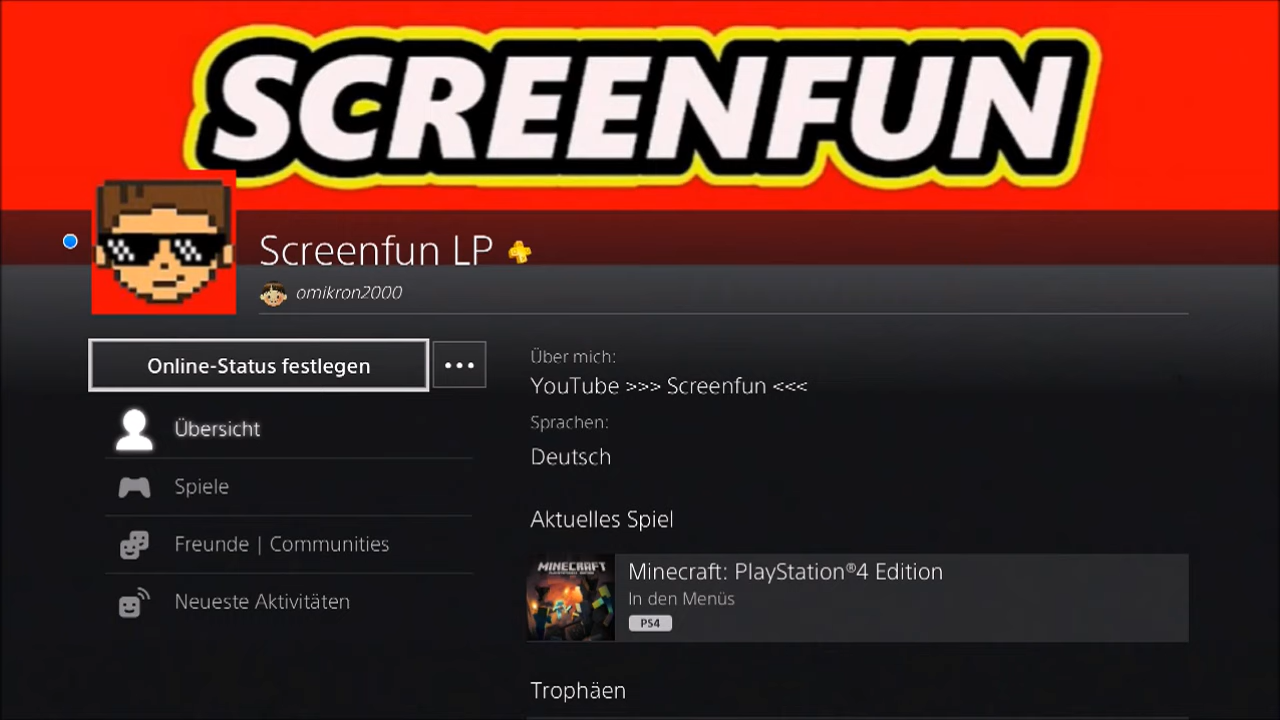 SCREENFUN
Screenfun LP
omikron2000
Online-Status festlegen
Übersicht
Spiele
Freunde | Communities
Neueste Aktivitäten
Über mich:
YouTube >>> Screenfun <<<
Sprachen:
Deutsch
Aktuelles Spiel
MINECRAFT
Minecraft: PlayStation®4 Edition
In den Menüs
PS4
Trophäen